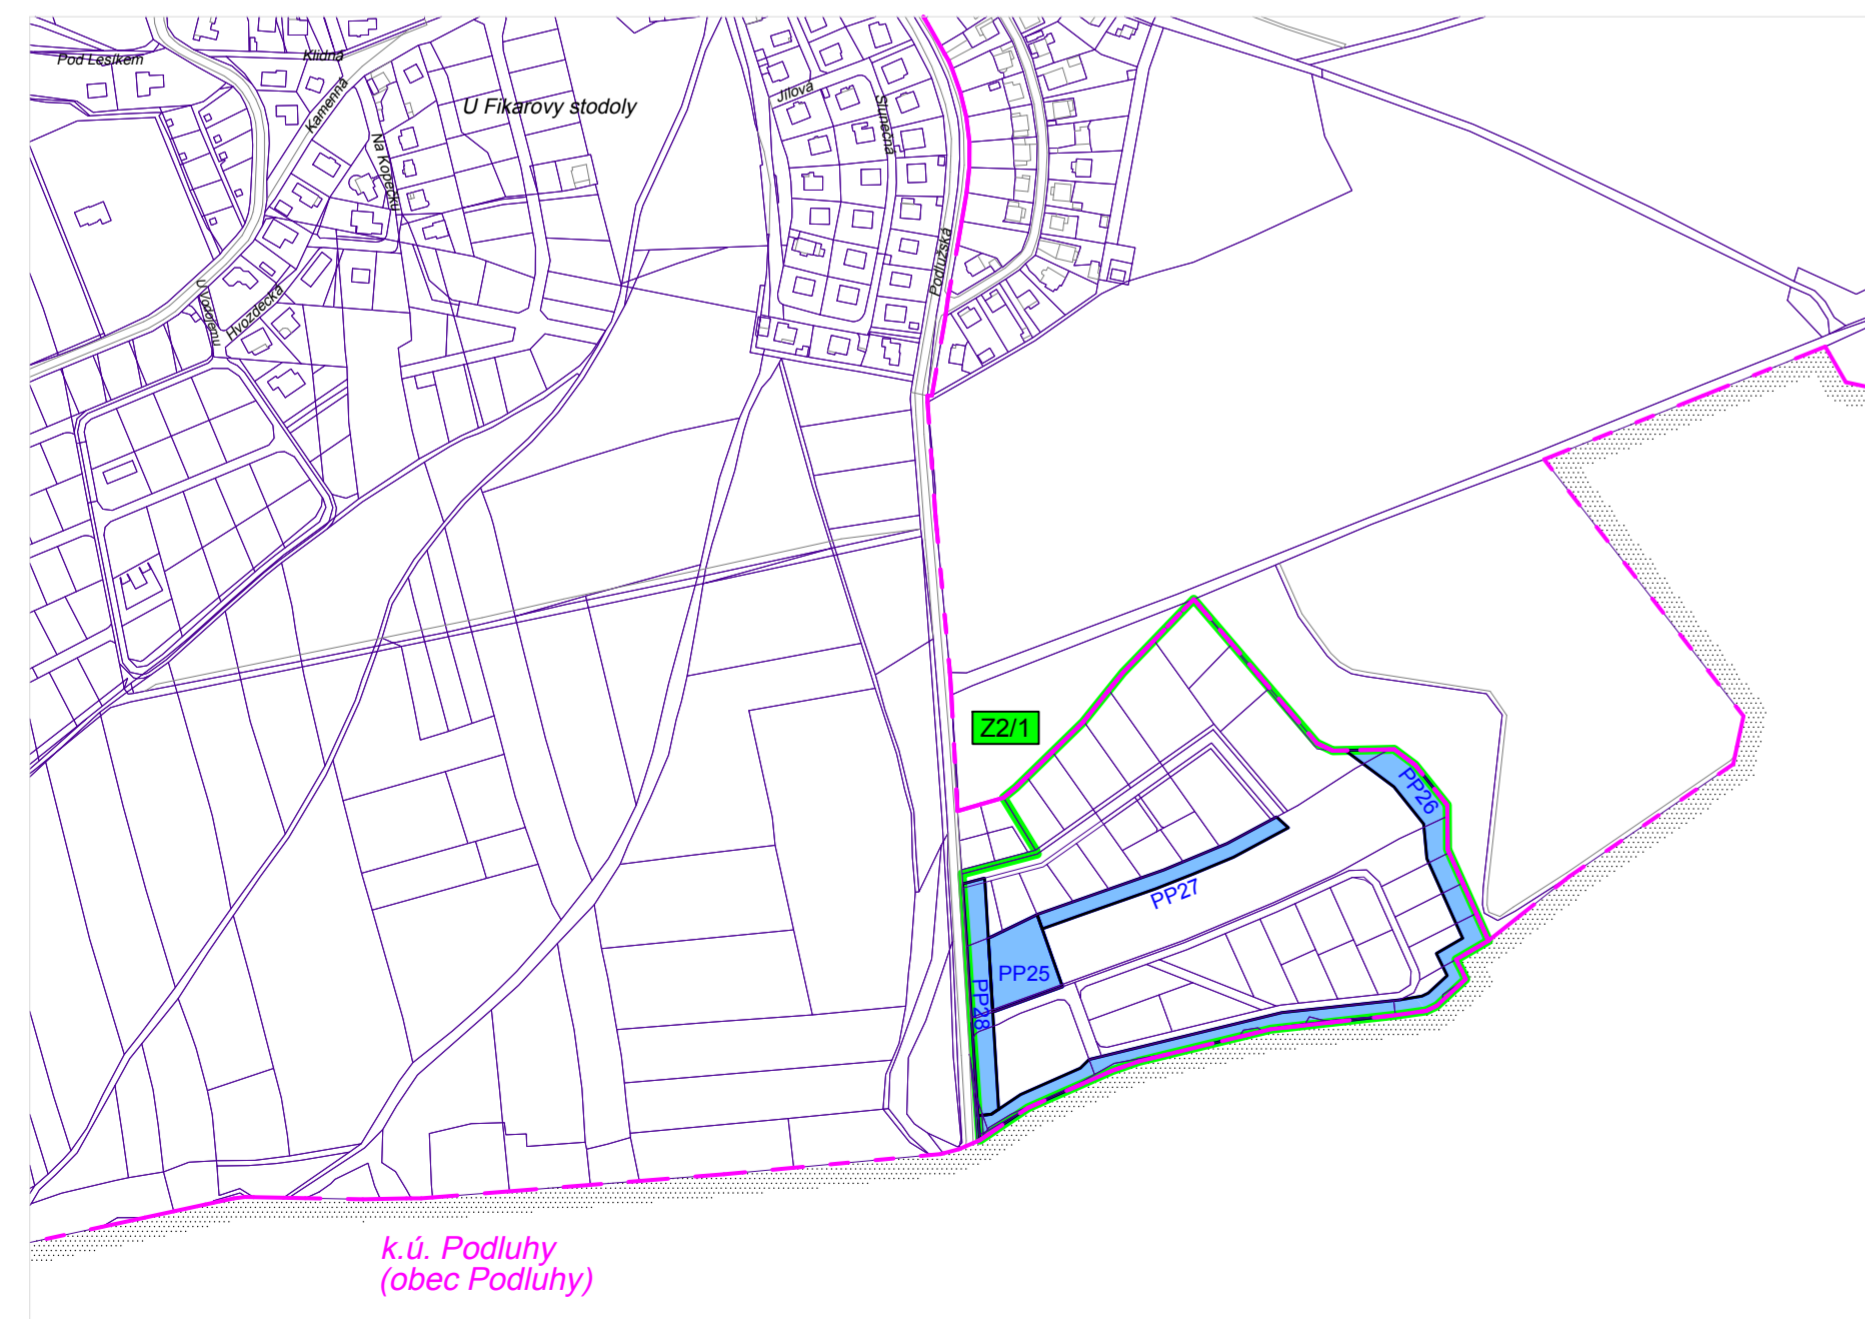 Pod Lesíkem
Klidná
Kamenná
Na Kopečku
U Fikarovy stodoly
Jílová
Slunečná
Podlužská
U Vodojemu
Hvozdecká
Z2/1
PP26
PP27
PP25
PP28
k.ú. Podluhy
(obec Podluhy)